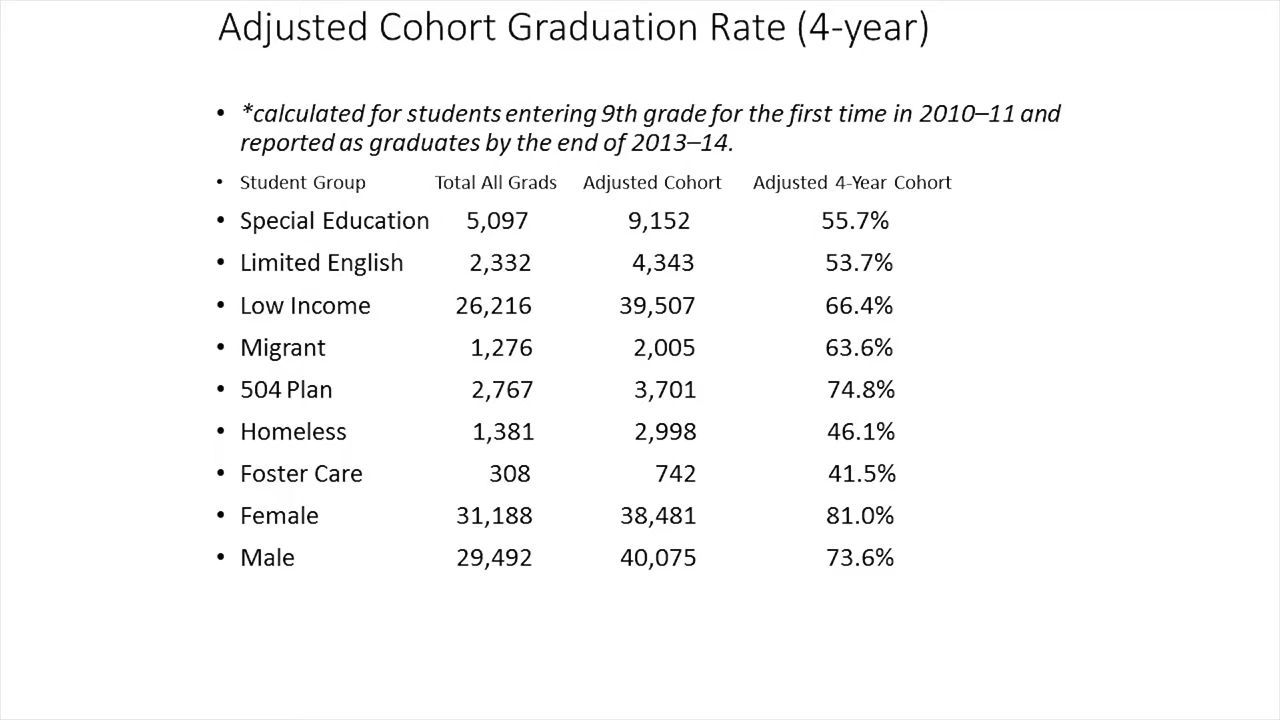 Adjusted Cohort Graduation Rate (4-year)
• *calculated for students entering 9th grade for the first time in 2010–11 and
reported as graduates by the end of 2013–14.
• Student Group Total All Grads Adjusted Cohort Adjusted 4-Year Cohort
• Special Education 5,097 9,152 55.7%
• Limited English 2,332 4,343 53.7%
• Low Income 26,216 39,507 66.4%
• Migrant 1,276 2,005 63.6%
• 504 Plan 2,767 3,701 74.8%
• Homeless 1,381 2,998 46.1%
• Foster Care 308 742 41.5%
• Female 31,188 38,481 81.0%
• Male 29,492 40,075 73.6%